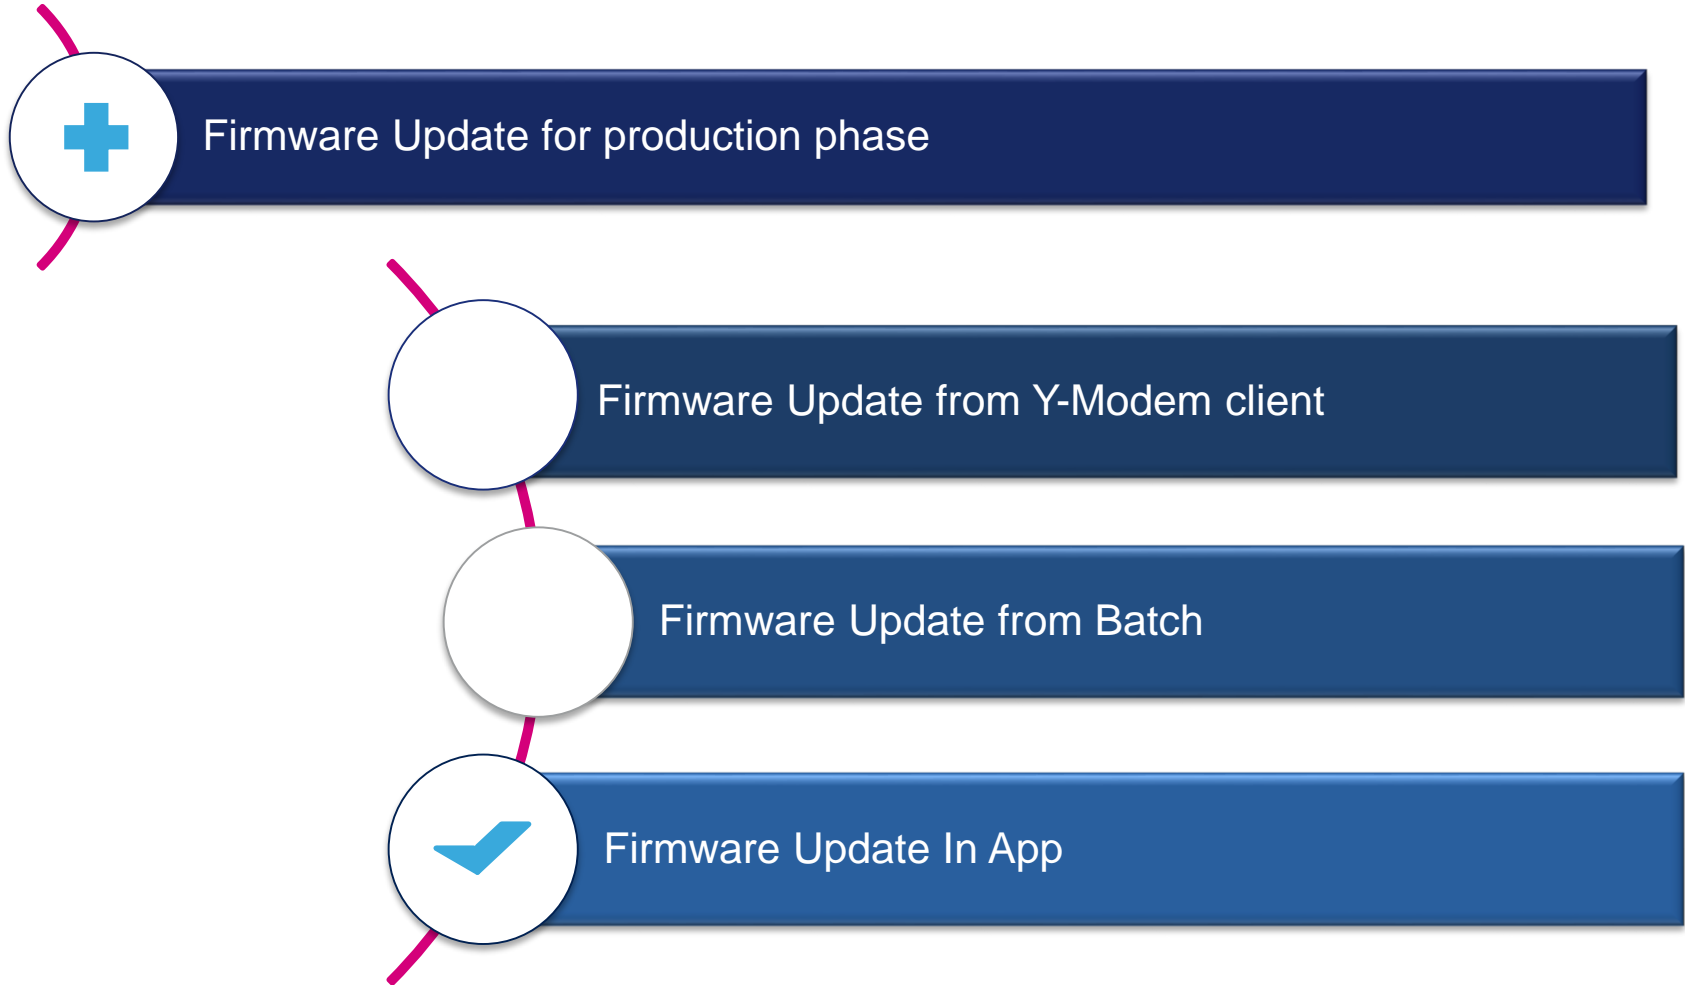 Firmware Update for production phase
Firmware Update from Y-Modem client
Firmware Update from Batch
Firmware Update In App